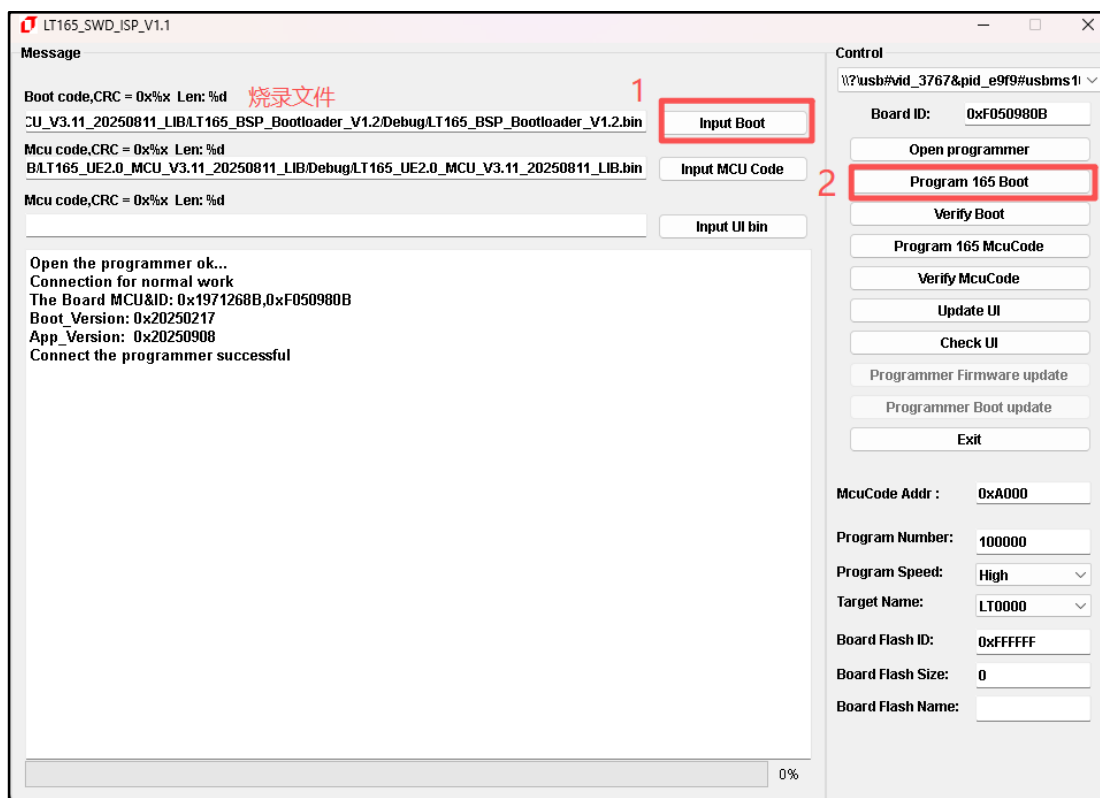 LT165_SWD_ISP_V1.1
Message
Boot code,CRC = 0x%x Len: %d 烧录文件
1
CU_V3.11_20250811_LIB/LT165_BSP_Bootloader_V1.2/Debug/LT165_BSP_Bootloader_V1.2.bin
Input Boot
Mcu code,CRC = 0x%x Len: %d
B/LT165_UE2.0_MCU_V3.11_20250811_LIB/Debug/LT165_UE2.0_MCU_V3.11_20250811_LIB.bin
Input MCU Code
Mcu code,CRC = 0x%x Len: %d
Input UI bin
Open the programmer ok...
Connection for normal work
The Board MCU&ID: 0x1971268B,0xF050980B
Boot_Version: 0x20250217
App_Version: 0x20250908
Connect the programmer successful
0%
Control
\\?\usb#vid_3767&pid_e9f9#usbms1
Board ID: 0xF050980B
Open programmer
2
Program 165 Boot
Verify Boot
Program 165 McuCode
Verify McuCode
Update UI
Check UI
Programmer Firmware update
Programmer Boot update
Exit
McuCode Addr : 0xA000
Program Number: 100000
Program Speed: High
Target Name: LT0000
Board Flash ID: 0xFFFFFF
Board Flash Size: 0
Board Flash Name: